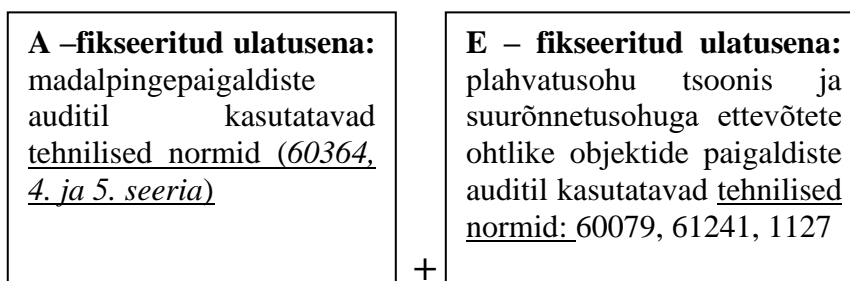 A –fikseeritud ulatusena:
madalpingepaigaldiste
auditil kasutatavad
tehnilised normid (60364,
4. ja 5. seeria)
+
E – fikseeritud ulatusena:
plahvatusohu tsoonis ja
suurõnnetusohuga ettevõtete
ohtlike objektide paigaldiste
auditil kasutatavad tehnilised
normid: 60079, 61241, 1127